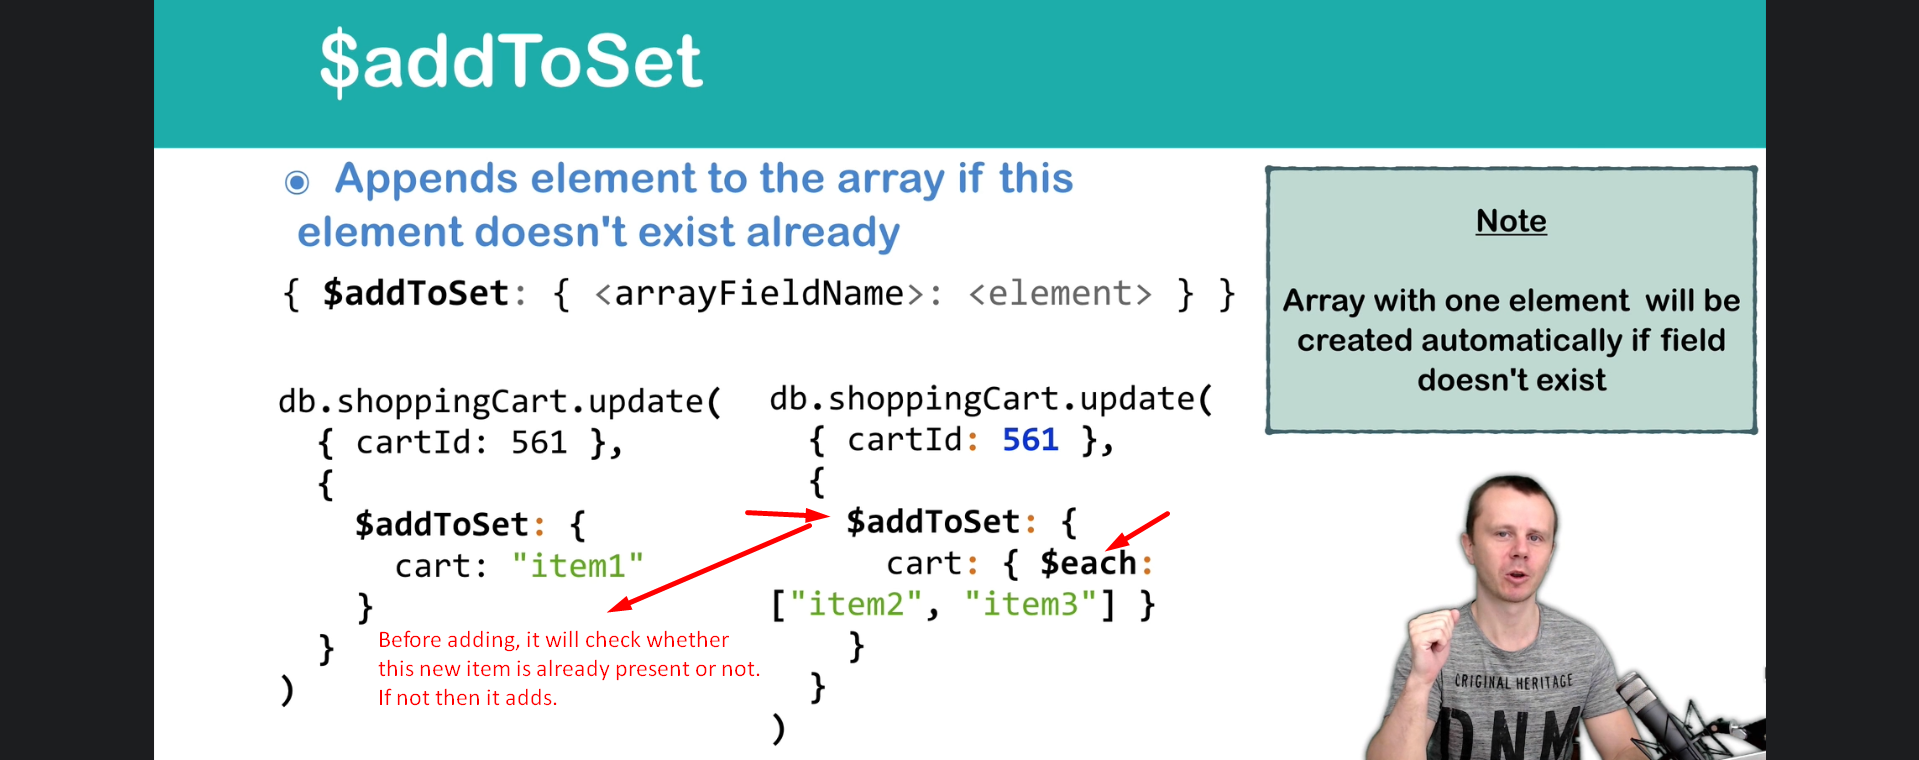 $addToSet
Appends element to the array if this
element doesn't exist already
{ $addToSet: { <arrayFieldName>: <element> } }
db.shoppingCart.update(
{ cartId: 561 },
{
$addToSet: {
cart: "item1"
}
}
)
Before adding, it will check whether
this new item is already present or not.
If not then it adds.
db.shoppingCart.update(
{ cartId: 561 },
{
$addToSet: {
cart: { $each:
["item2", "item3"] }
}
}
)
Note
Array with one element will be
created automatically if field
doesn't exist
ORIGINAL HERITAGE
DNM